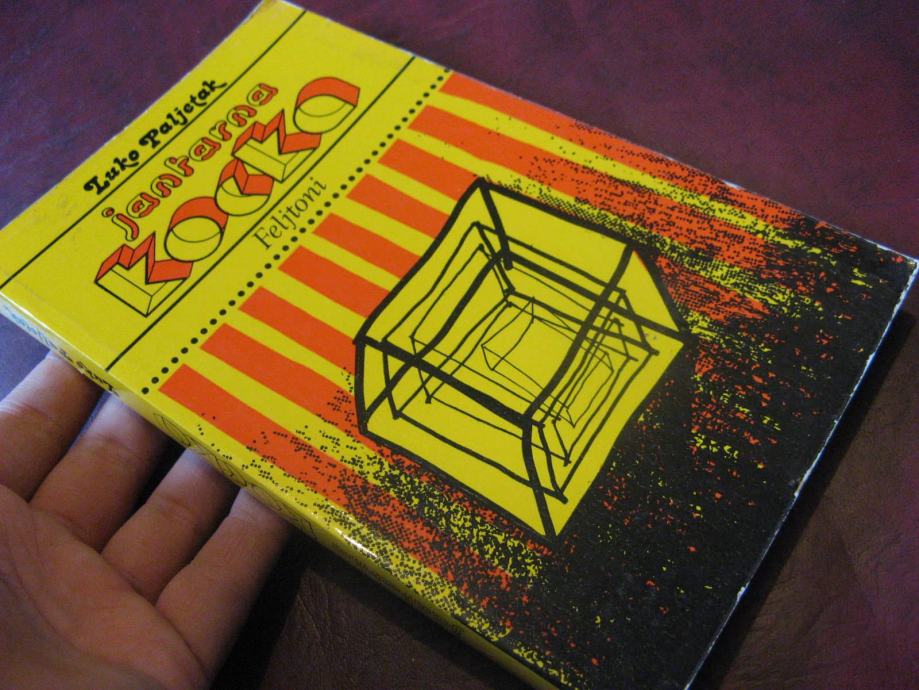 Luko Paljetak
jantarna
kocka
Feljtoni